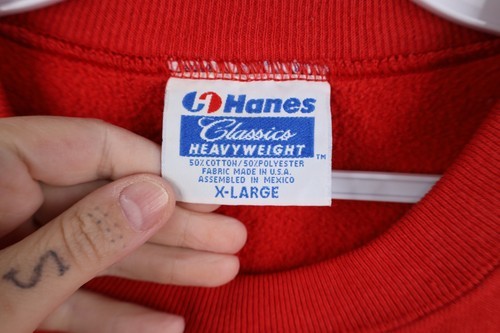 Hanes
Classics
HEAVYWEIGHT
™
50% COTTON/50% POLYESTER
FABRIC MADE IN U.S.A.
ASSEMBLED IN MEXICO
X-LARGE
S